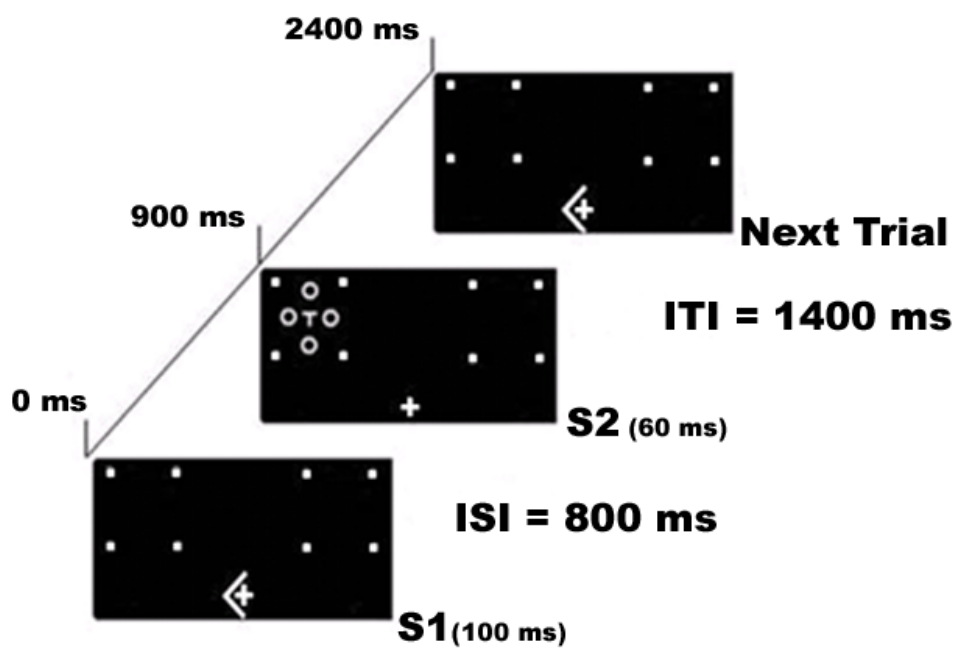 2400 ms
900 ms
Next Trial
O T O
O
O
ITI = 1400 ms
0 ms
S2 (60 ms)
ISI = 800 ms
S1(100 ms)